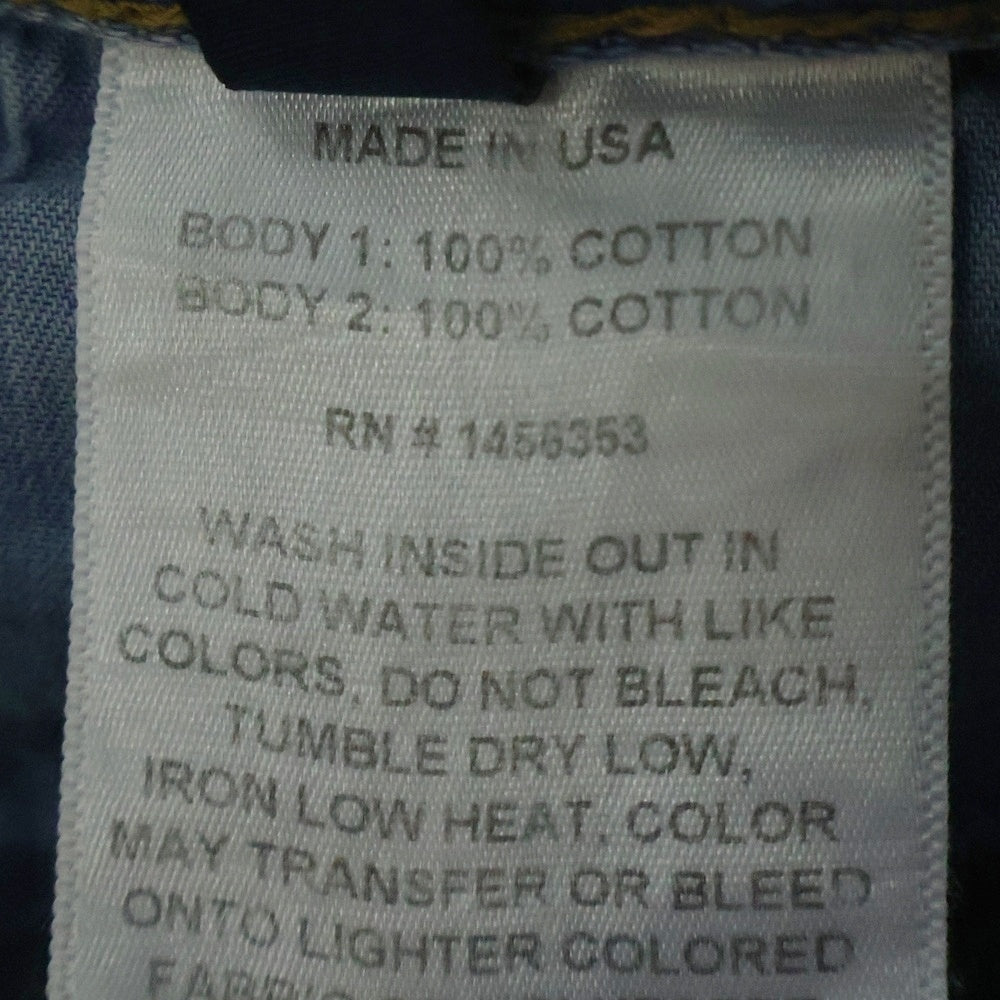 MADE IN USA
BODY 1: 100% COTTON
BODY 2: 100% COTTON
RN # 1456353
WASH INSIDE OUT IN
COLD WATER WITH LIKE
COLORS. DO NOT BLEACH,
TUMBLE DRY LOW,
IRON LOW HEAT, COLOR
MAY TRANSFER OR BLEED
ONTO LIGHTER COLORED